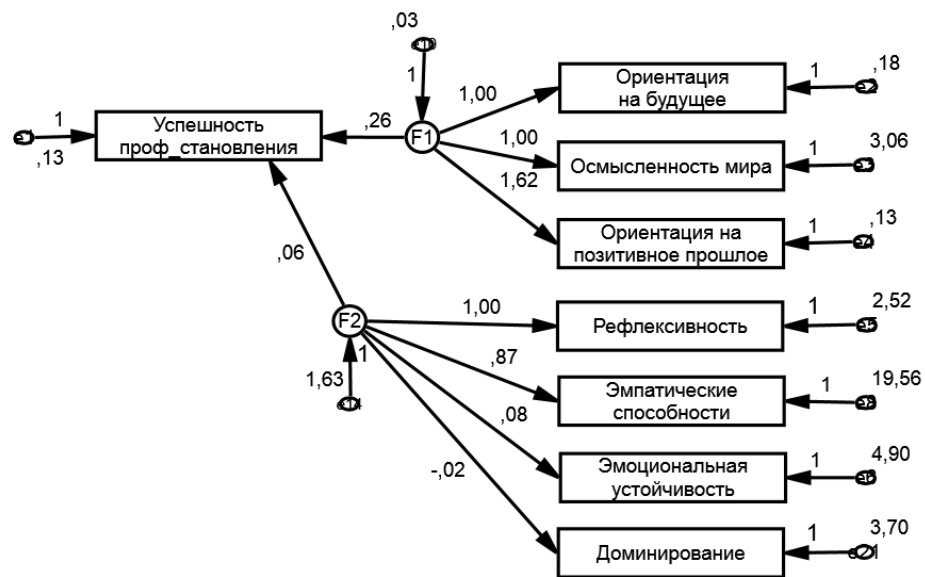 ,03
1
,18
1
Ориентация
на будущее
1,00
1
Успешность
проф_становления
,26
F1
,13
1,00
1
3,06
Осмысленность мира
1,62
1
,13
Ориентация на
позитивное прошлое
,06
F2
1,00
1
2,52
Рефлексивность
1
1,63
,87
1
19,56
Эмпатические
способности
,08
1
4,90
Эмоциональная
устойчивость
-,02
1
3,70
Доминирование